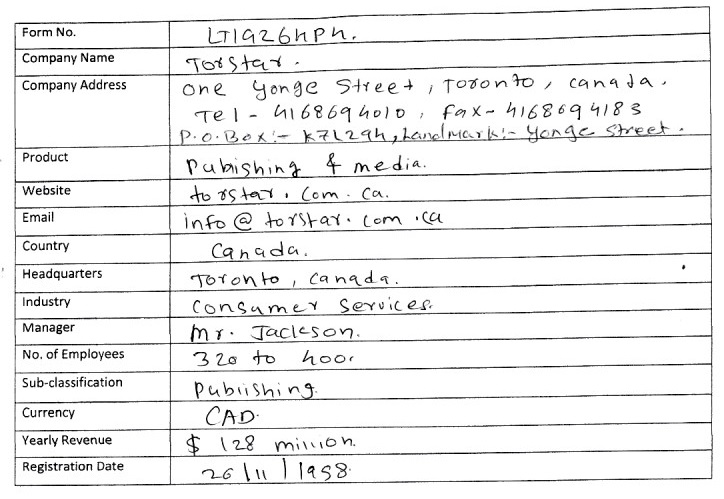 Form No. LT19264P4.
Company Name Torstar.
Company Address One Yonge Street, Toronto, Canada.
Tel - 4168694010, Fax - 4168694183
P.O.Box:- K7L294, Landmark:- Yonge Street.
Product Pubishing & media.
Website torstar.com.ca.
Email info@torstar.com.ca
Country Canada.
Headquarters Toronto, Canada.
Industry Consumer Services.
Manager Mr. Jackson.
No. of Employees 320 to 400.
Sub-classification Publishing.
Currency CAD.
Yearly Revenue $ 128 million.
Registration Date 26/11/1958.